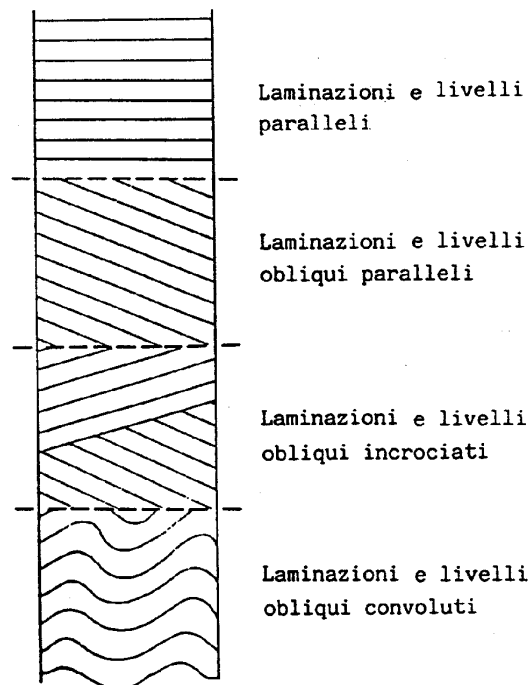 Laminazioni e livelli
paralleli
Laminazioni e livelli
obliqui paralleli
Laminazioni e livelli
obliqui incrociati
Laminazioni e livelli
obliqui convoluti